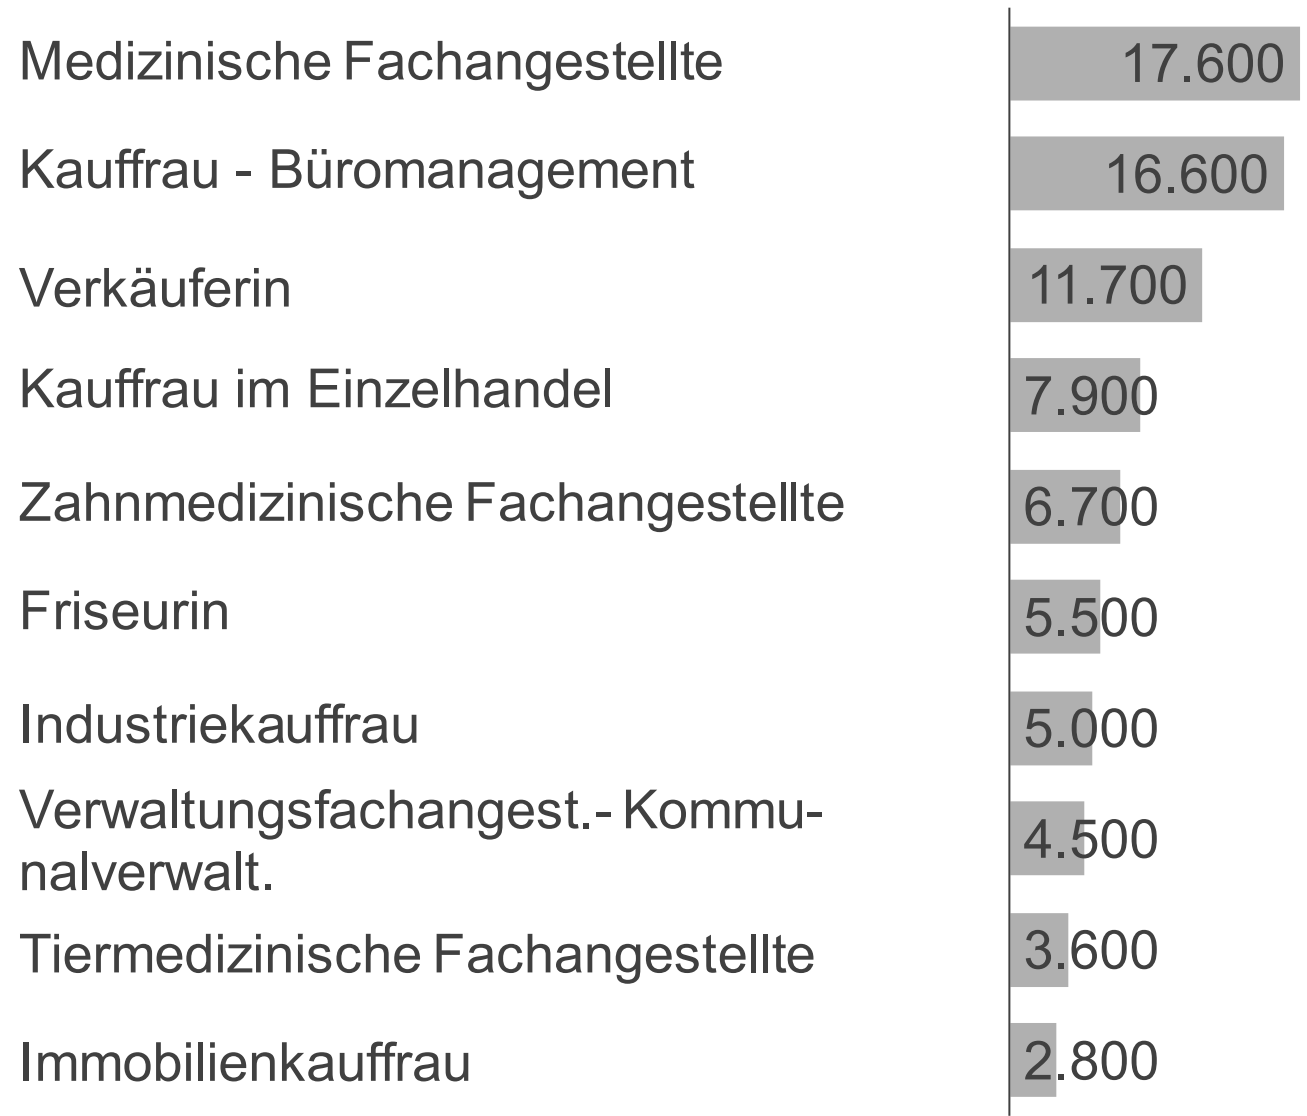 Medizinische Fachangestellte 17.600
Kauffrau - Büromanagement 16.600
Verkäuferin 11.700
Kauffrau im Einzelhandel 7.900
Zahnmedizinische Fachangestellte 6.700
Friseurin 5.500
Industriekauffrau 5.000
Verwaltungsfachangest.- Kommu-
nalverwalt. 4.500
Tiermedizinische Fachangestellte 3.600
Immobilienkauffrau 2.800